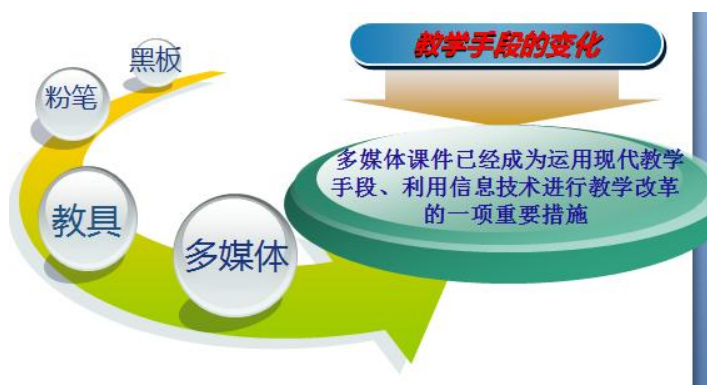 教学手段的变化
黑板
粉笔
教具
多媒体
多媒体课件已经成为运用现代教学
手段、利用信息技术进行教学改革
的一项重要措施